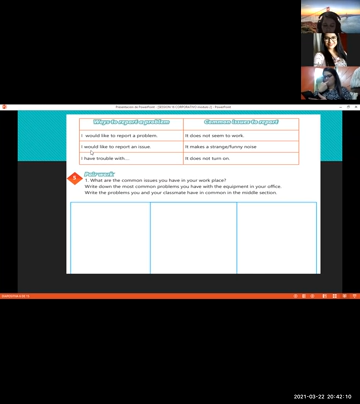 Ways to report a problem Common issues to report
I would like to report a problem. It does not seem to work.
I would like to report an issue. It makes a strange/funny noise
I have trouble with... It does not turn on.
Pair work
1. What are the common issues you have in your work place?
Write down the most common problems you have with the equipment in your office.
Write the problems you and your classmate have in common in the middle section.
2021-03-22 20:42:10